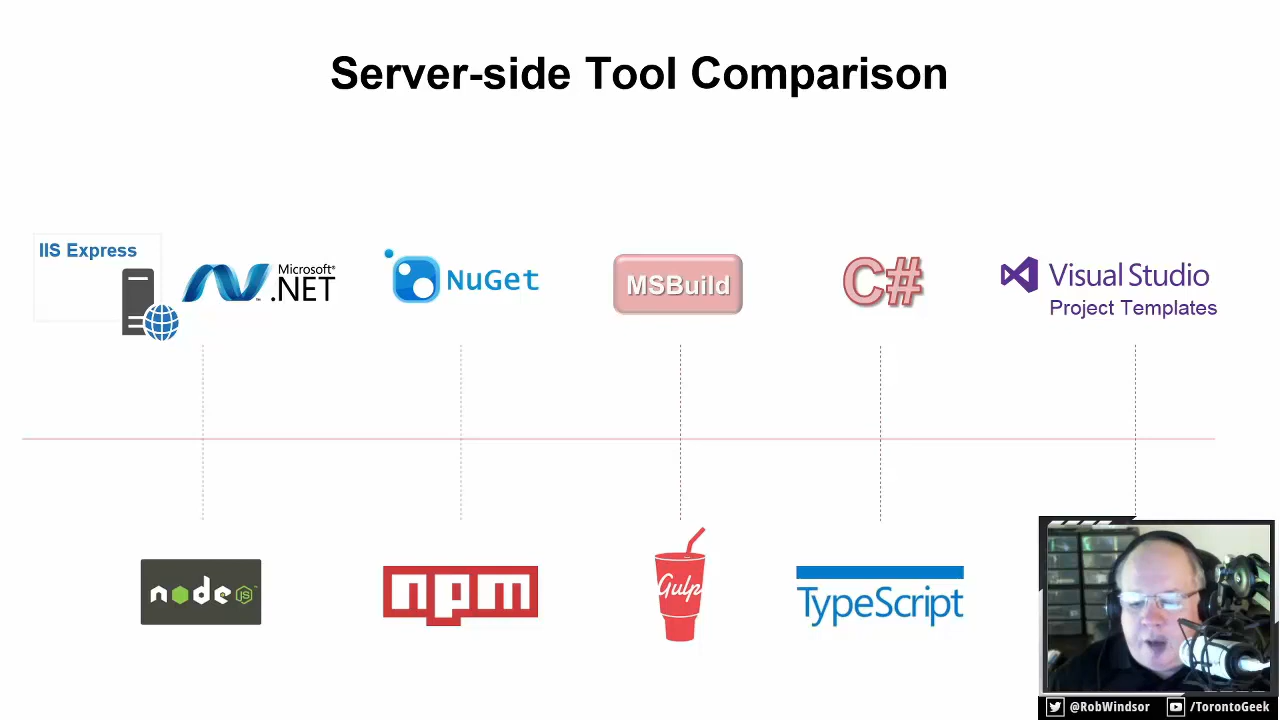 Server-side Tool Comparison
IIS Express
Microsoft®
.NET
NuGet
MSBuild
C#
Visual Studio
Project Templates
node
JS
npm
Gulp
TypeScript
@RobWindsor
/TorontoGeek